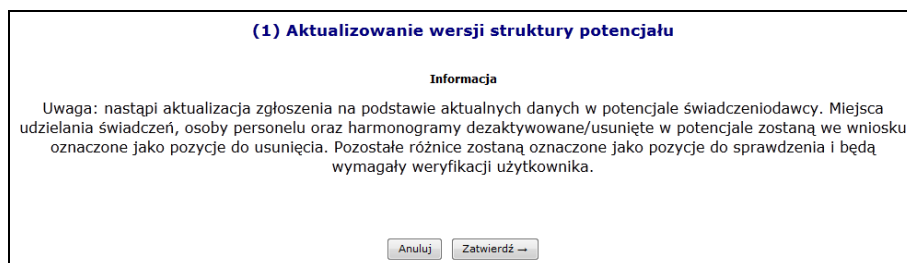 (1) Aktualizowanie wersji struktury potencjału
Informacja
Uwaga: nastąpi aktualizacja zgłoszenia na podstawie aktualnych danych w potencjale świadczeniodawcy. Miejsca
udzielania świadczeń, osoby personelu oraz harmonogramy dezaktywowane/usunięte w potencjale zostaną we wniosku
oznaczone jako pozycje do usunięcia. Pozostałe różnice zostaną oznaczone jako pozycje do sprawdzenia i będą
wymagały weryfikacji użytkownika.
Anuluj Zatwierdź →